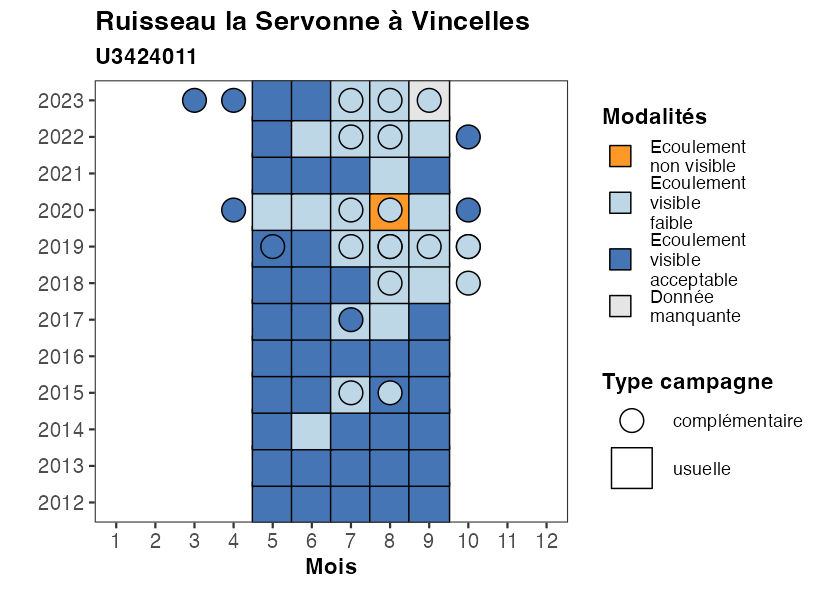 Ruisseau la Servonne à Vincelles
U3424011
2023
2022
2021
2020
2019
2018
2017
2016
2015
2014
2013
2012
1 2 3 4 5 6 7 8 9 10 11 12
Mois
Modalités
Ecoulement
non visible
Ecoulement
visible
faible
Ecoulement
visible
acceptable
Donnée
manquante
Type campagne
complémentaire
usuelle